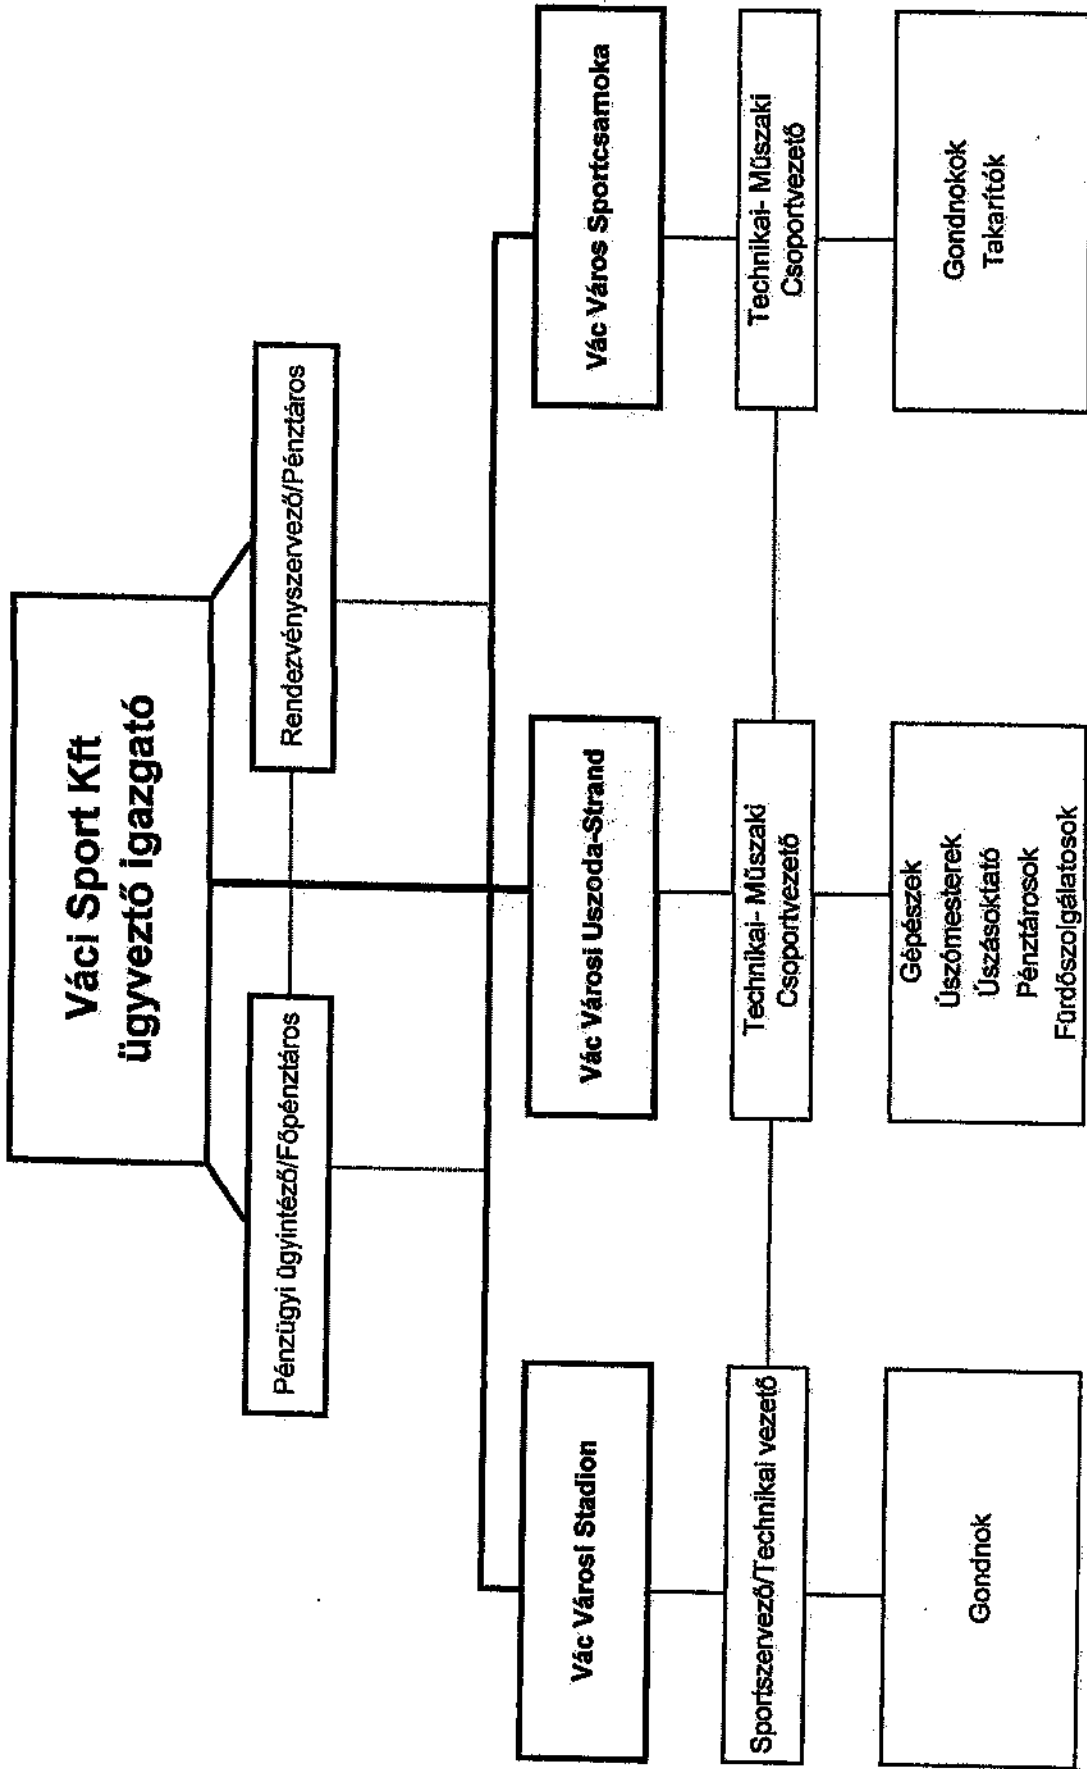 Váci Sport Kft
ügyveztő igazgató
Pénzügyi ügyintéző/Főpénztáros
Rendezvényszervező/Pénztáros
Vác Városi Stadion
Vác Városi Uszoda-Strand
Vác Város Sportcsarnoka
Sportszervező/Technikai vezető
Technikai- Műszaki
Csoportvezető
Technikai- Műszaki
Csoportvezető
Gondnok
Gépészek
Úszómesterek
Úszásoktató
Pénztárosok
Fürdőszolgálatosok
Gondnokok
Takarítók